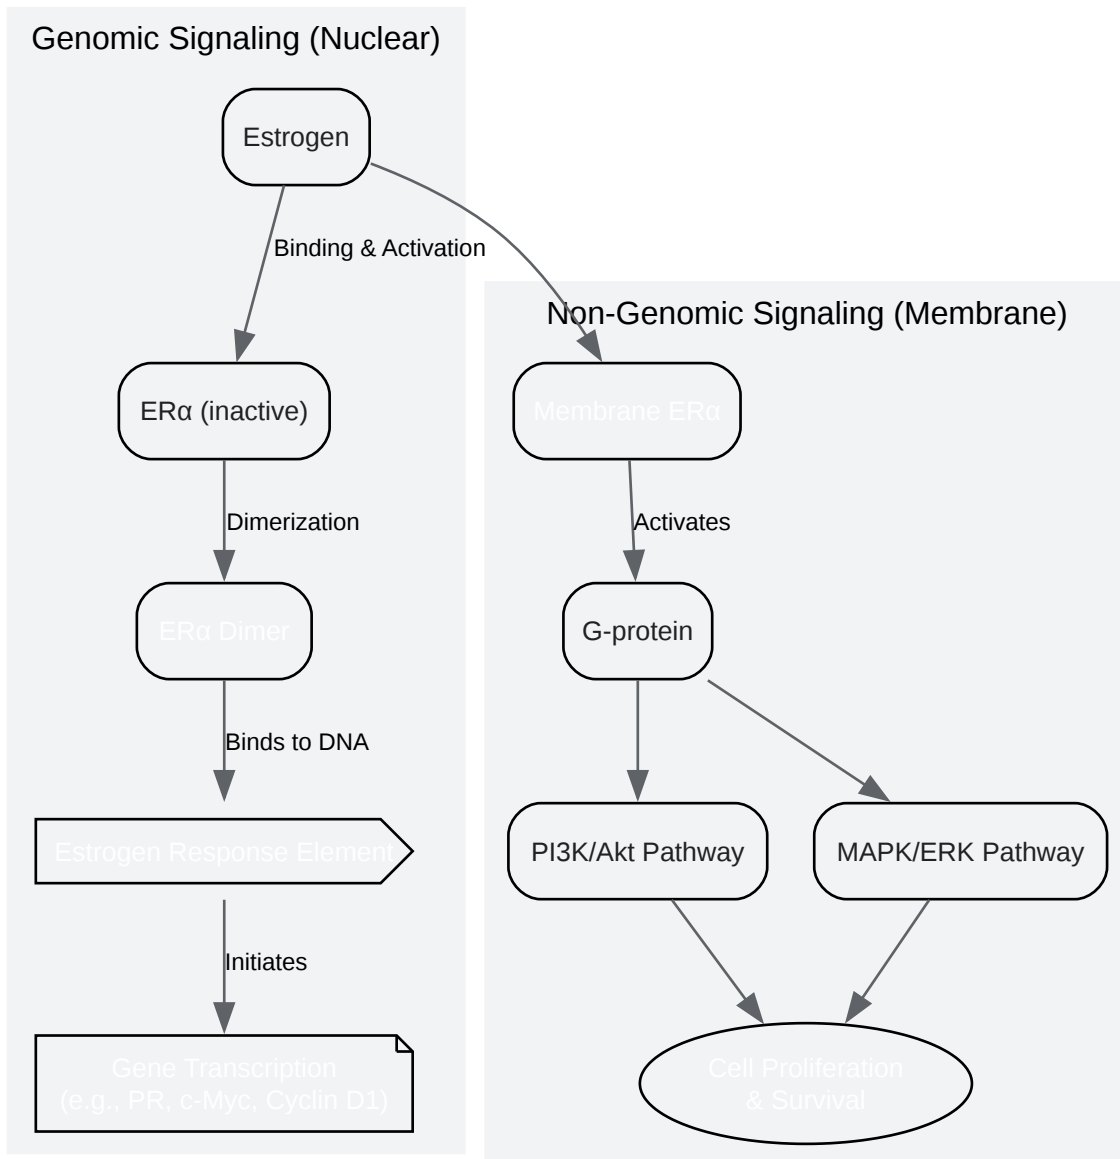 Genomic Signaling (Nuclear)
Estrogen
Binding & Activation
Non-Genomic Signaling (Membrane)
ERα (inactive)
Membrane ERα
Dimerization
Activates
ERα Dimer
G-protein
Binds to DNA
Estrogen Response Element
PI3K/Akt Pathway
MAPK/ERK Pathway
Initiates
Gene Transcription
(e.g., PR, c-Myc, Cyclin D1)
Cell Proliferation
& Survival